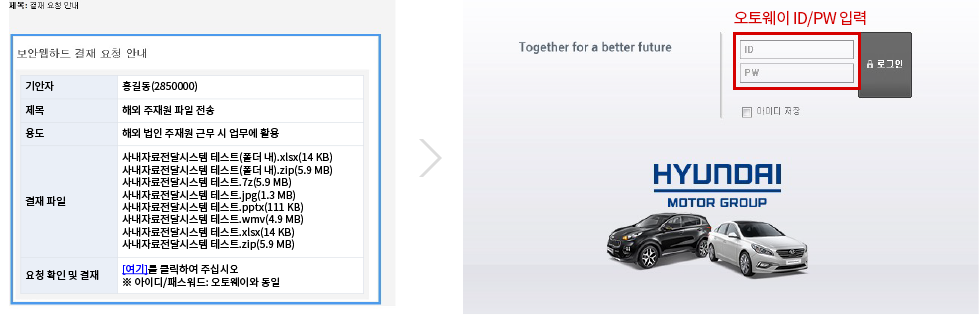 제목: 결재 요청 안내
보안웹하드 결재 요청 안내
기안자 홍길동(2850000)
제목 해외 주재원 파일 전송
용도 해외 법인 주재원 근무 시 업무에 활용
결재 파일
사내자료전달시스템 테스트(폴더 내).xlsx(14 KB)
사내자료전달시스템 테스트(폴더 내).zip(5.9 MB)
사내자료전달시스템 테스트.7z(5.9 MB)
사내자료전달시스템 테스트.jpg(1.3 MB)
사내자료전달시스템 테스트.pptx(111 KB)
사내자료전달시스템 테스트.wmv(4.9 MB)
사내자료전달시스템 테스트.xlsx(14 KB)
사내자료전달시스템 테스트.zip(5.9 MB)
요청 확인 및 결재
[여기]를 클릭하여 주십시오
※ 아이디/패스워드: 오토웨이와 동일
오토웨이 ID/PW 입력
Together for a better future
ID
PW
로그인
아이디 저장
HYUNDAI
MOTOR GROUP